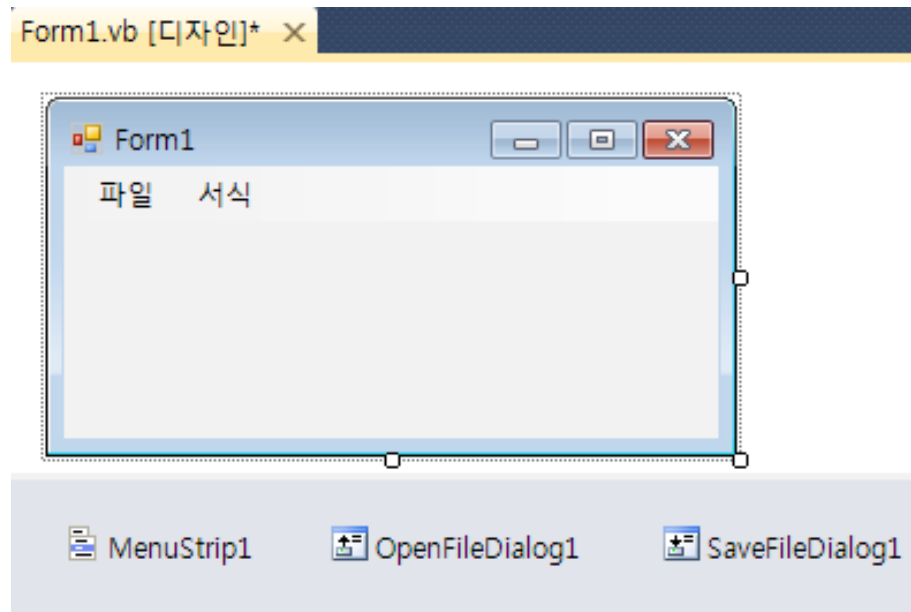 Form1.vb [디자인]* ×
Form1
파일 서식
MenuStrip1 OpenFileDialog1 SaveFileDialog1